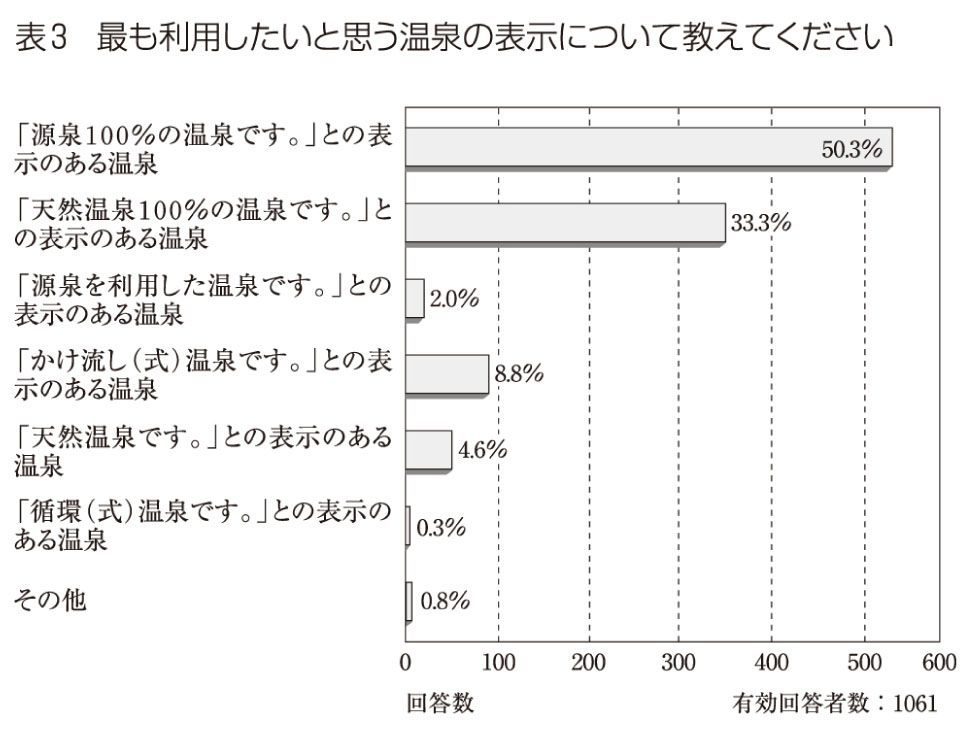 表3　最も利用したいと思う温泉の表示について教えてください
「源泉100％の温泉です。」との表
示のある温泉
50.3％
「天然温泉100％の温泉です。」と
の表示のある温泉
33.3％
「源泉を利用した温泉です。」との
表示のある温泉
2.0％
「かけ流し（式）温泉です。」との表
示のある温泉
8.8％
「天然温泉です。」との表示のある
温泉
4.6％
「循環（式）温泉です。」との表示の
ある温泉
0.3％
その他
0.8％
0 100 200 300 400 500 600
回答数 有効回答者数：1061